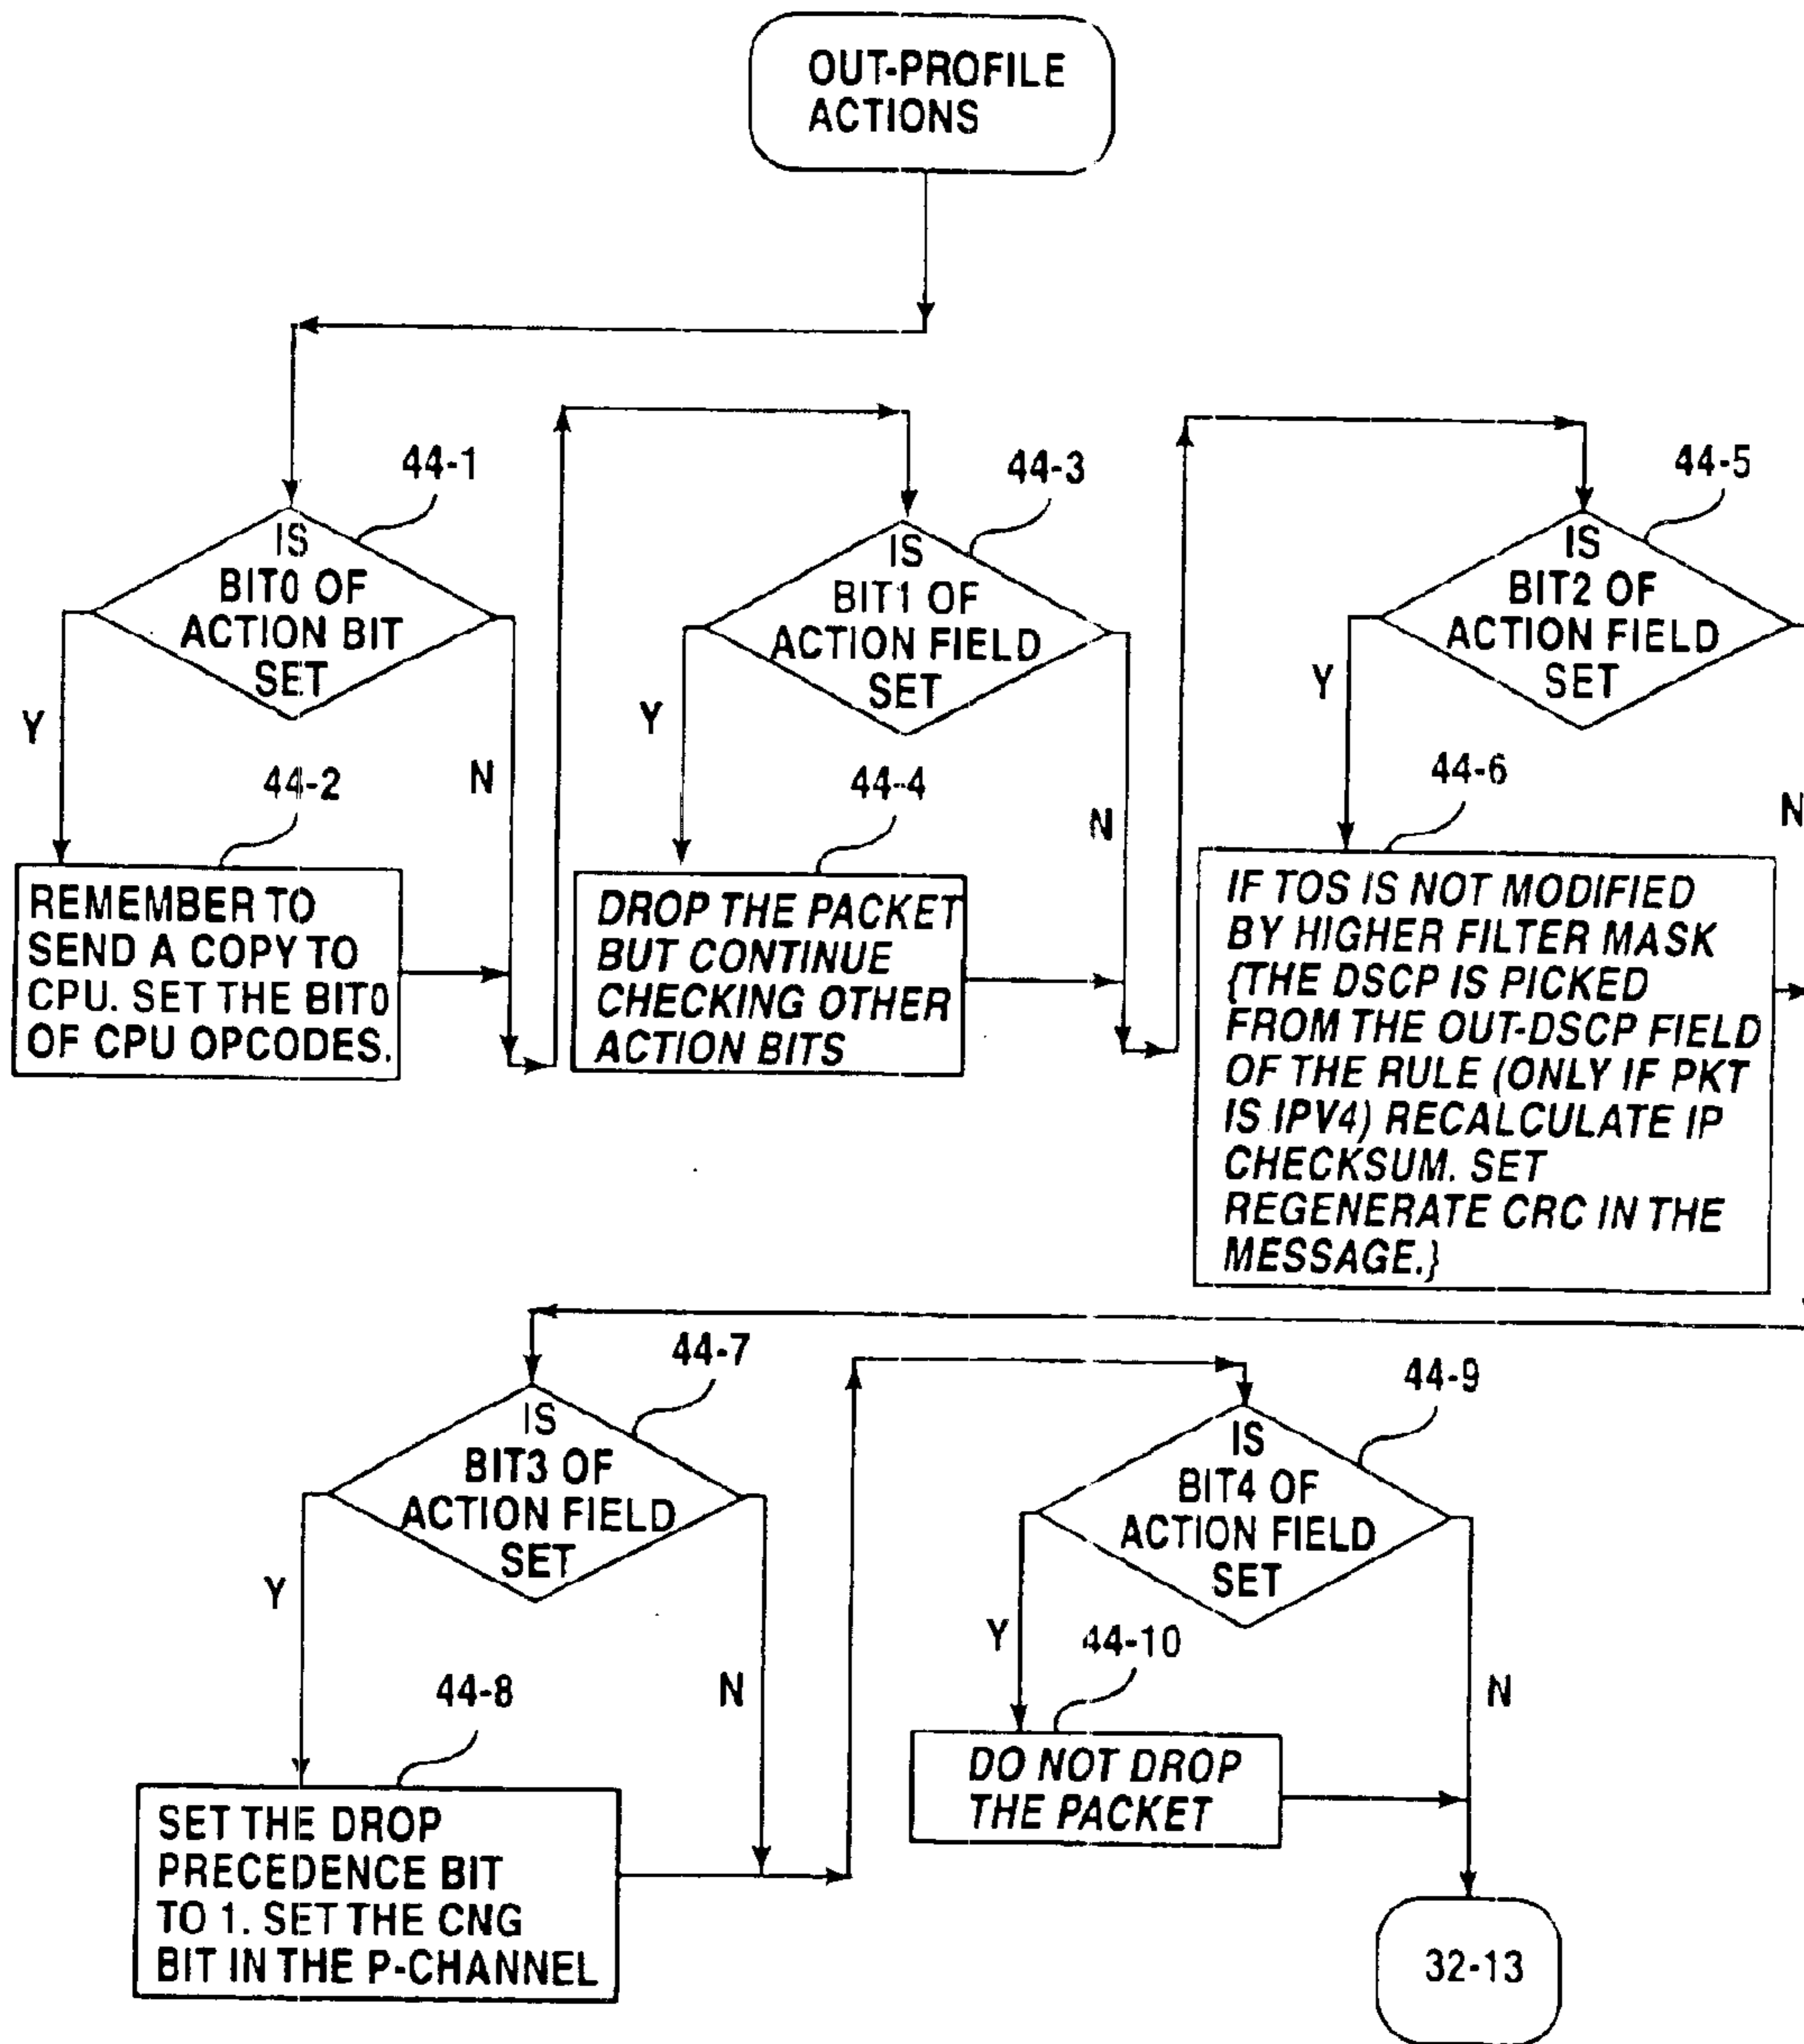 OUT-PROFILE
ACTIONS
44-1
IS
BIT0 OF
ACTION BIT
SET
Y
N
44-2
REMEMBER TO
SEND A COPY TO
CPU. SET THE BIT0
OF CPU OPCODES.
44-3
IS
BIT1 OF
ACTION FIELD
SET
Y
N
44-4
DROP THE PACKET
BUT CONTINUE
CHECKING OTHER
ACTION BITS
44-5
IS
BIT2 OF
ACTION FIELD
SET
Y
N
44-6
IF TOS IS NOT MODIFIED
BY HIGHER FILTER MASK
{THE DSCP IS PICKED
FROM THE OUT-DSCP FIELD
OF THE RULE (ONLY IF PKT
IS IPV4) RECALCULATE IP
CHECKSUM. SET
REGENERATE CRC IN THE
MESSAGE.}
44-7
IS
BIT3 OF
ACTION FIELD
SET
Y
N
44-8
SET THE DROP
PRECEDENCE BIT
TO 1. SET THE CNG
BIT IN THE P-CHANNEL
44-9
IS
BIT4 OF
ACTION FIELD
SET
Y
N
44-10
DO NOT DROP
THE PACKET
32-13